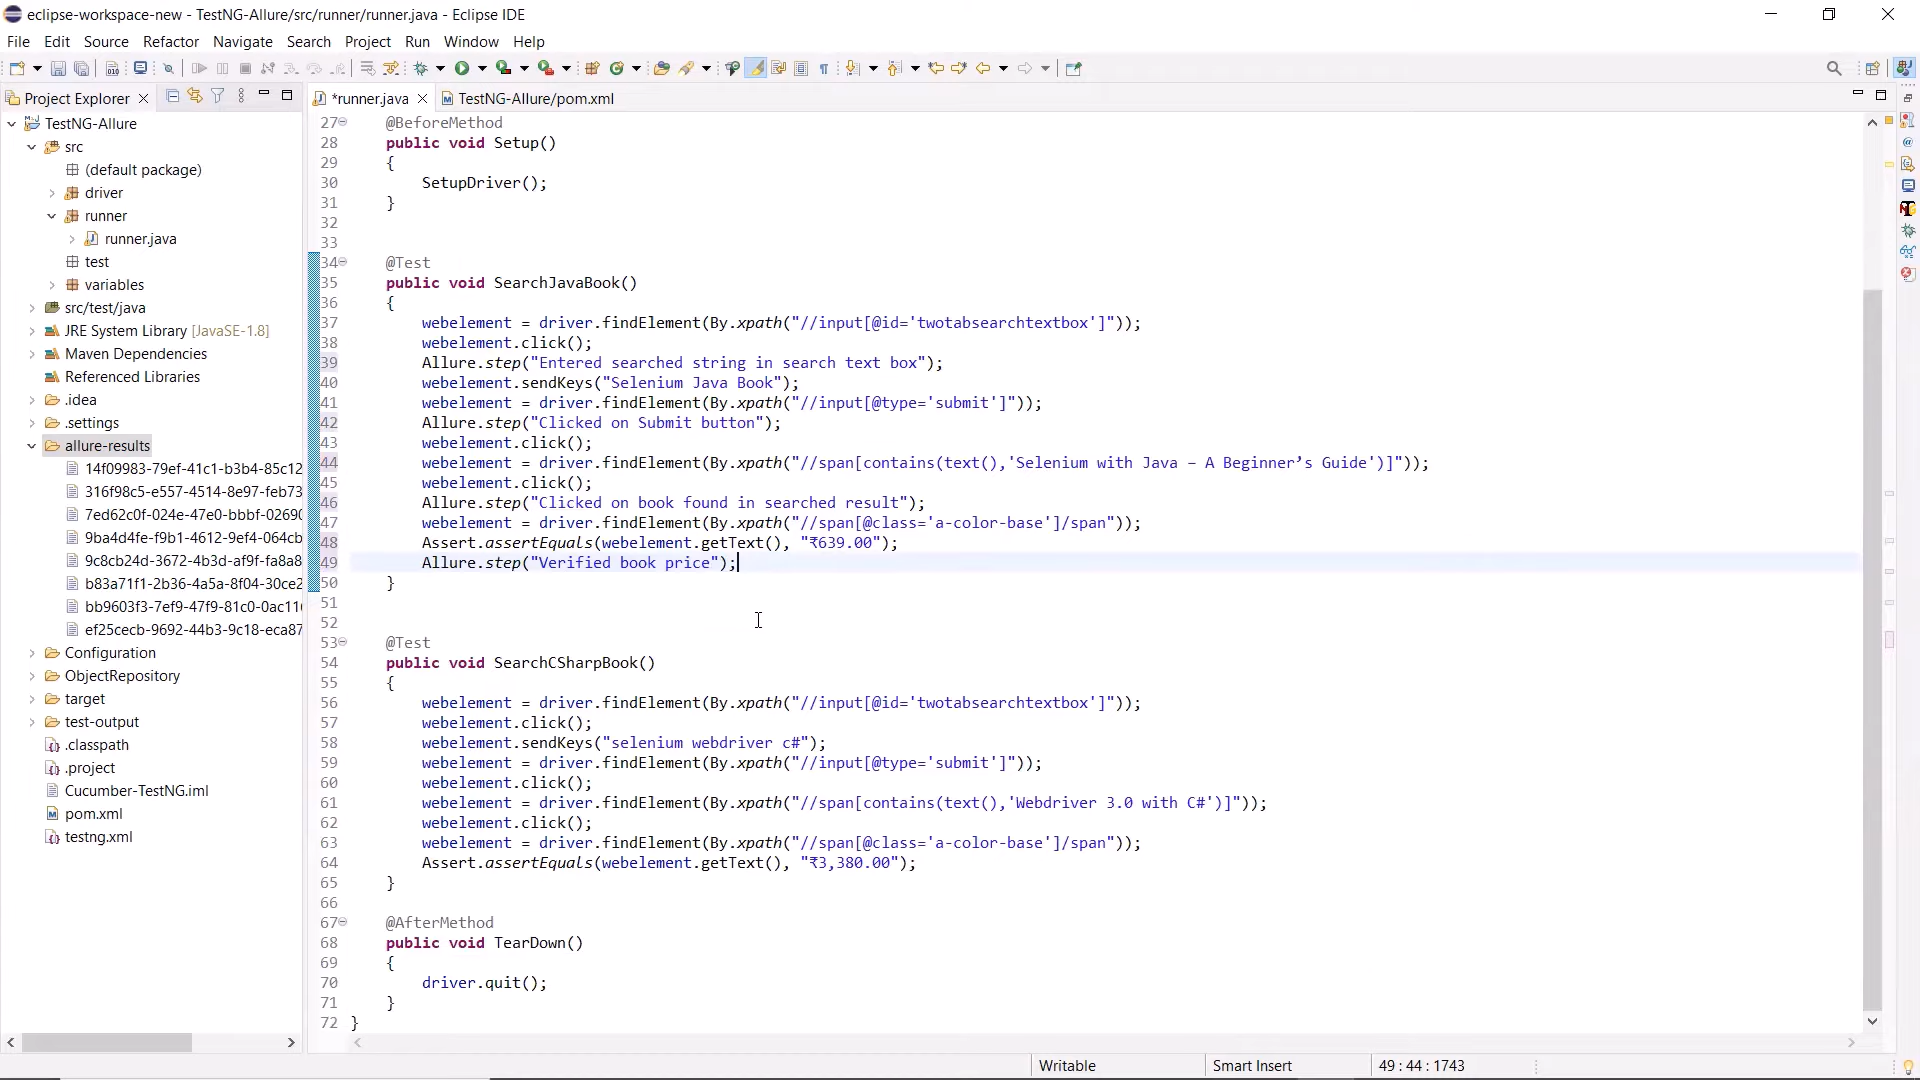 eclipse-workspace-new - TestNG-Allure/src/runner/runner.java - Eclipse IDE
File Edit Source Refactor Navigate Search Project Run Window Help
Project Explorer
*runner.java
TestNG-Allure/pom.xml
TestNG-Allure
src
(default package)
driver
runner
runner.java
test
variables
src/test/java
JRE System Library [JavaSE-1.8]
Maven Dependencies
Referenced Libraries
.idea
.settings
allure-results
14f09983-79ef-41c1-b3b4-85c12
316f98c5-e557-4514-8e97-feb73
7ed62c0f-024e-47e0-bbbf-02690
9ba4d4fe-f9b1-4612-9ef4-064cb
9c8cb24d-3672-4b3d-af9f-fa8a8
b83a71f1-2b36-4a5a-8f04-30ce2
bb9603f3-7ef9-47f9-81c0-0ac11
ef25cecb-9692-44b3-9c18-eca87
Configuration
ObjectRepository
target
test-output
.classpath
.project
Cucumber-TestNG.iml
pom.xml
testng.xml
27 @BeforeMethod
28 public void Setup()
29 {
30 SetupDriver();
31 }
32
33
34 @Test
35 public void SearchJavaBook()
36 {
37 webelement = driver.findElement(By.xpath("//input[@id='twotabsearchtextbox']"));
38 webelement.click();
39 Allure.step("Entered searched string in search text box");
40 webelement.sendKeys("Selenium Java Book");
41 webelement = driver.findElement(By.xpath("//input[@type='submit']"));
42 Allure.step("Clicked on Submit button");
43 webelement.click();
44 webelement = driver.findElement(By.xpath("//span[contains(text(),'Selenium with Java – A Beginner’s Guide')]"));
45 webelement.click();
46 Allure.step("Clicked on book found in searched result");
47 webelement = driver.findElement(By.xpath("//span[@class='a-color-base']/span"));
48 Assert.assertEquals(webelement.getText(), "₹639.00");
49 Allure.step("Verified book price");
50 }
51
52
53 @Test
54 public void SearchCSharpBook()
55 {
56 webelement = driver.findElement(By.xpath("//input[@id='twotabsearchtextbox']"));
57 webelement.click();
58 webelement.sendKeys("selenium webdriver c#");
59 webelement = driver.findElement(By.xpath("//input[@type='submit']"));
60 webelement.click();
61 webelement = driver.findElement(By.xpath("//span[contains(text(),'Webdriver 3.0 with C#')]"));
62 webelement.click();
63 webelement = driver.findElement(By.xpath("//span[@class='a-color-base']/span"));
64 Assert.assertEquals(webelement.getText(), "₹3,380.00");
65 }
66
67 @AfterMethod
68 public void TearDown()
69 {
70 driver.quit();
71 }
72 }
Writable Smart Insert 49 : 44 : 1743